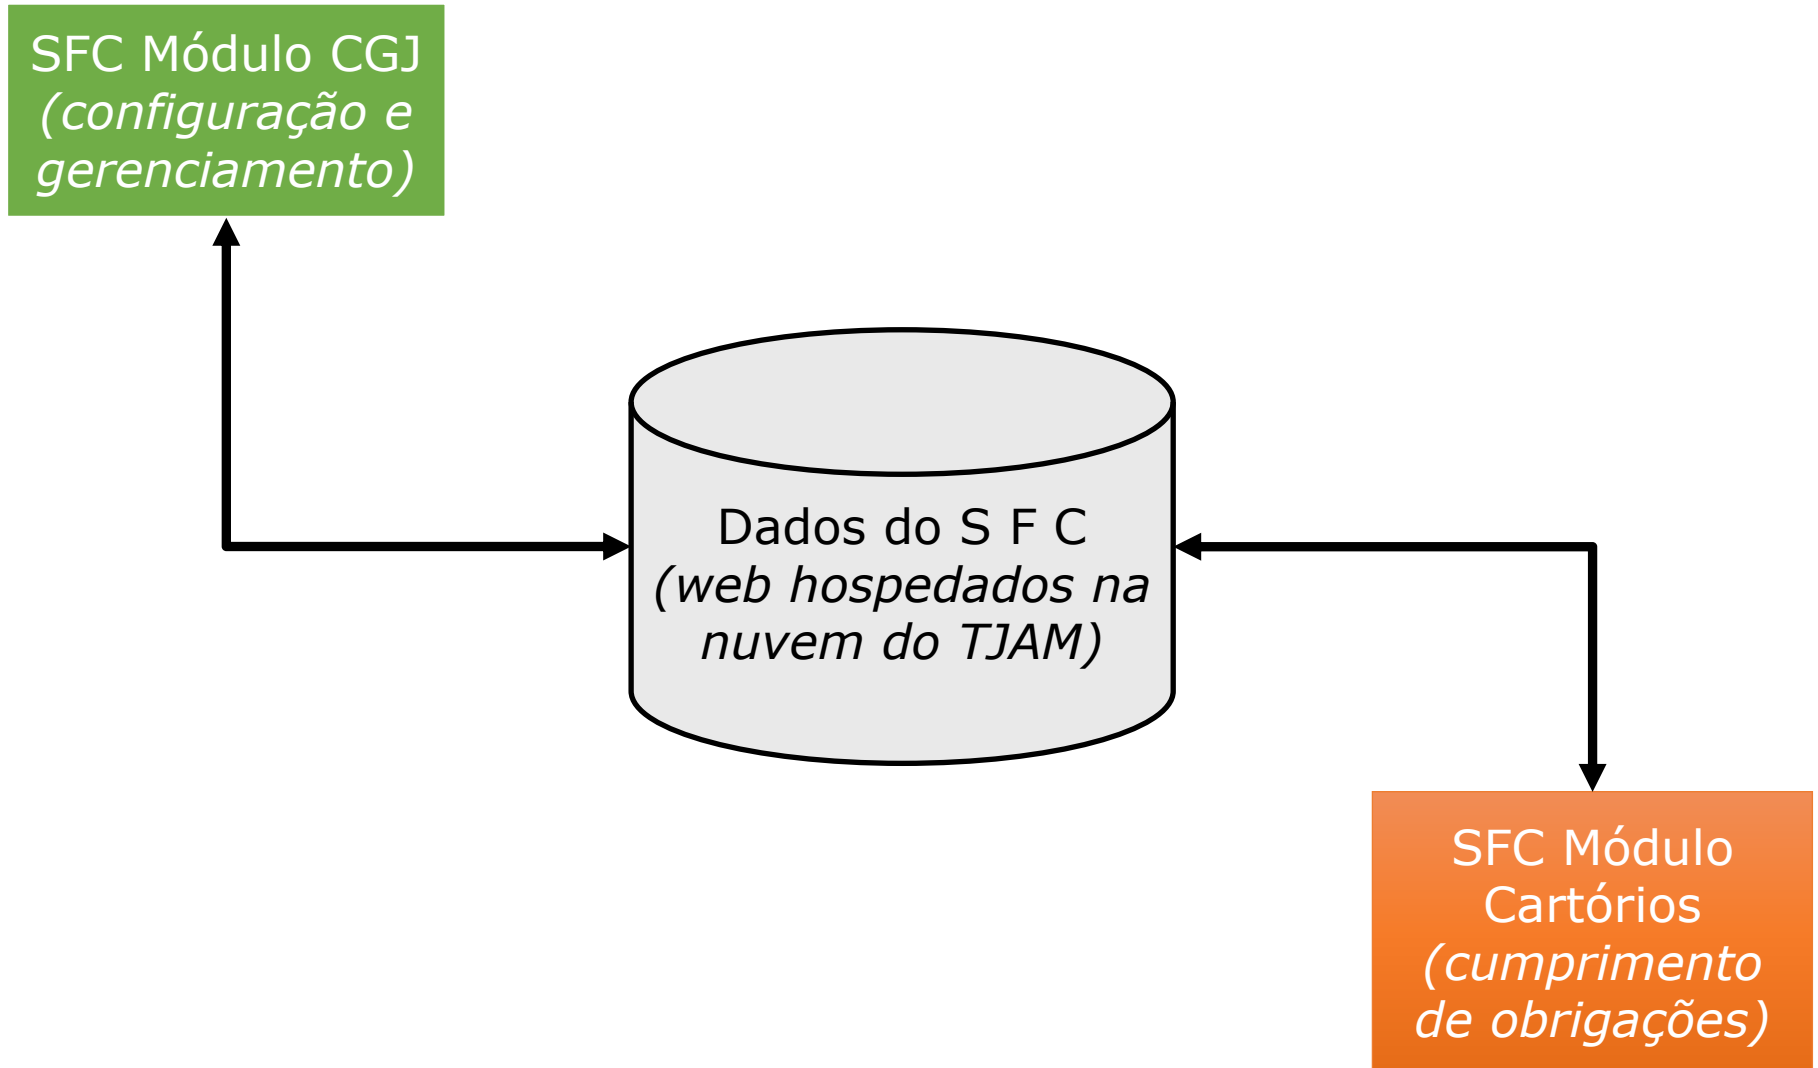 SFC Módulo CGJ
(configuração e
gerenciamento)
Dados do S F C
(web hospedados na
nuvem do TJAM)
SFC Módulo
Cartórios
(cumprimento
de obrigações)